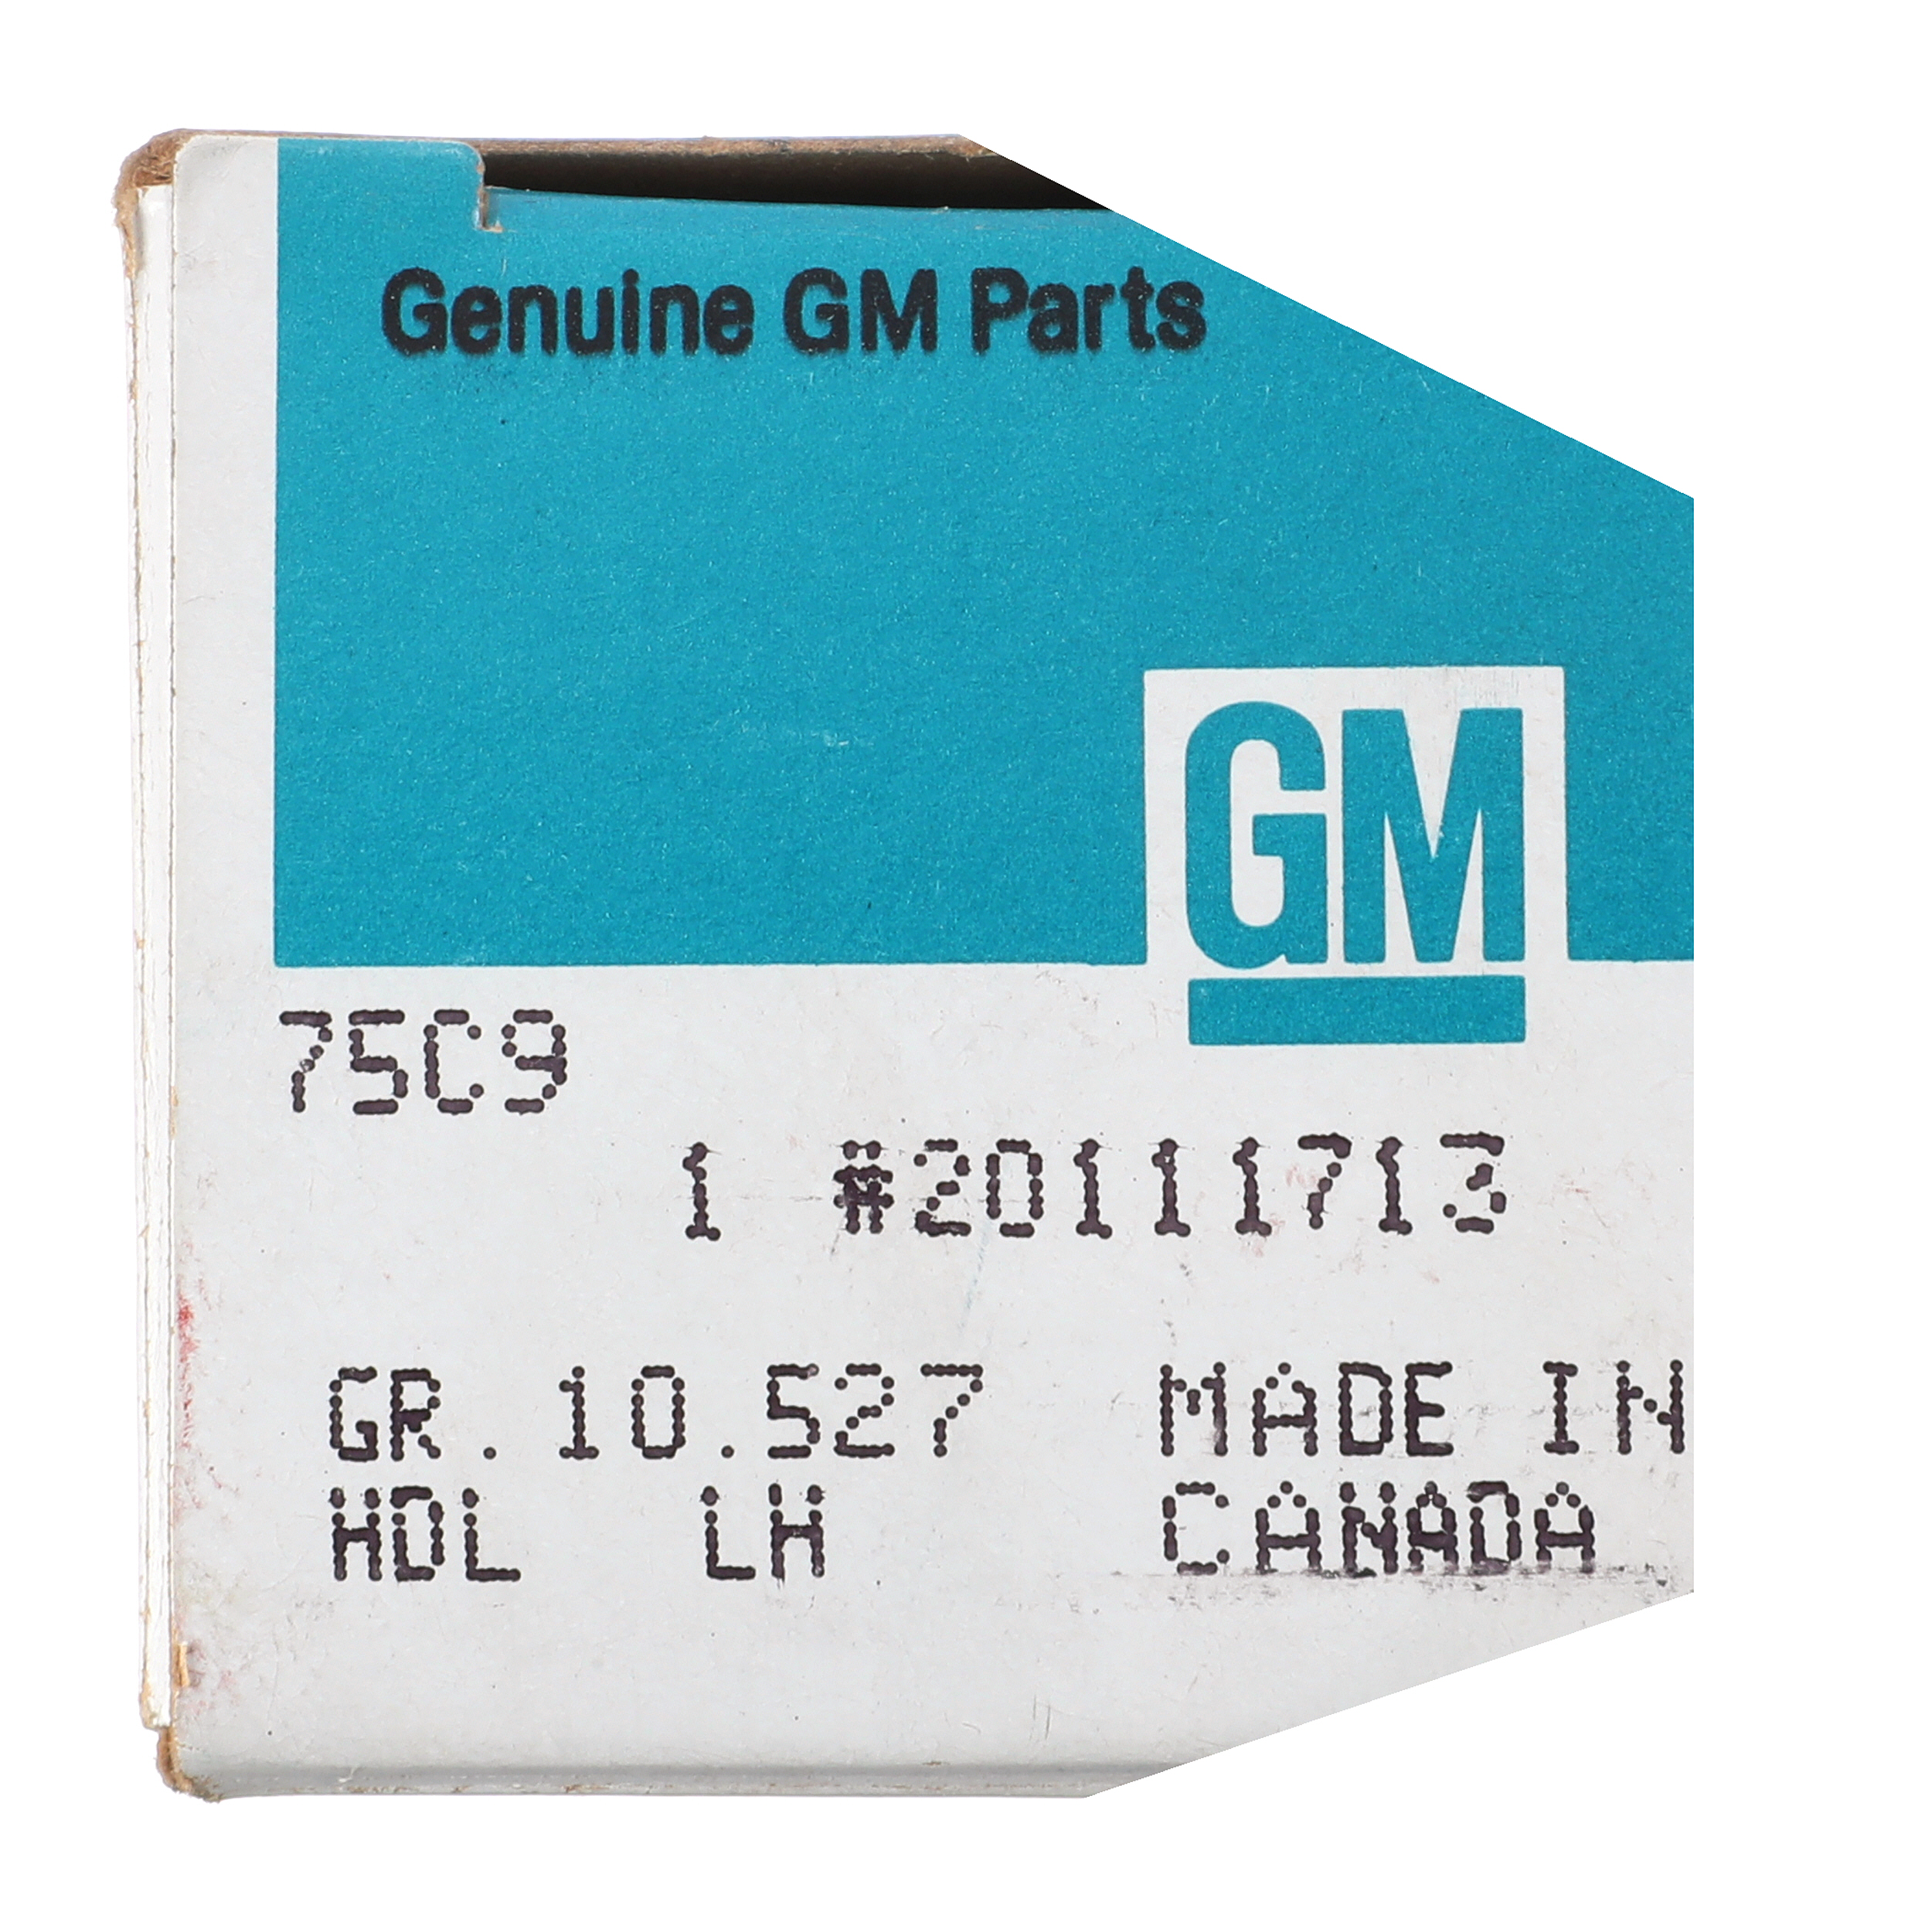 Genuine GM Parts
GM
75C9
1 #20111713
GR. 10.527 MADE IN
HDL LH CANADA